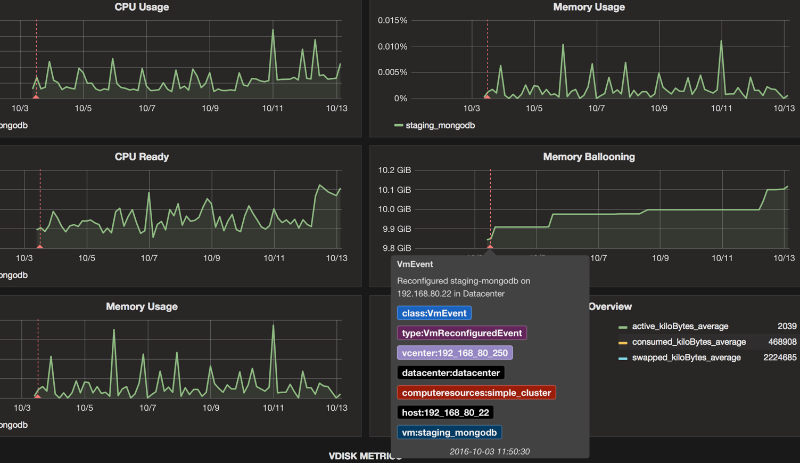 CPU Usage
10/3 10/5 10/7 10/9 10/11 10/13
ongodb
Memory Usage
0.015%
0.010%
0.005%
0%
10/3 10/5 10/7 10/9 10/11 10/13
staging_mongodb
CPU Ready
10/3 10/5 10/7 10/9 10/11 10/13
ongodb
Memory Ballooning
10.2 GiB
10.1 GiB
10.0 GiB
9.9 GiB
9.8 GiB
10/9 10/11 10/13
VmEvent
Reconfigured staging-mongodb on
192.168.80.22 in Datacenter
class:VmEvent
type:VmReconfiguredEvent
vcenter:192_168_80_250
datacenter:datacenter
computeresources:simple_cluster
host:192_168_80_22
vm:staging_mongodb
2016-10-03 11:50:30
Memory Usage
10/3 10/5 10/7 10/9 10/11 10/13
ongodb
Overview
active_kiloBytes_average 2039
consumed_kiloBytes_average 468908
swapped_kiloBytes_average 2224685
VDISK METRICS